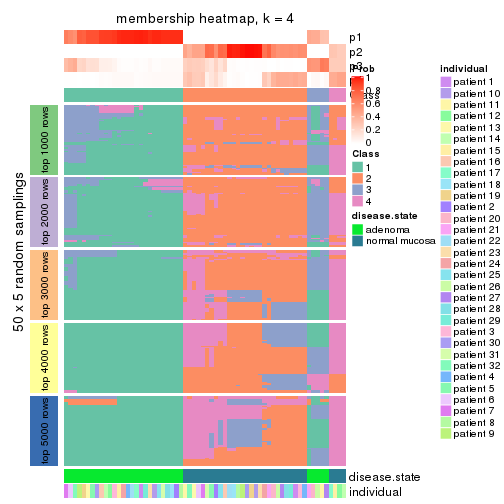 membership heatmap, k = 4
p1
p2
p3
Prob
1
0.8
0.6
0.4
0.2
0
Class
1
2
3
4
disease.state
adenoma
normal mucosa
individual
patient 1
patient 10
patient 11
patient 12
patient 13
patient 14
patient 15
patient 16
patient 17
patient 18
patient 19
patient 2
patient 20
patient 21
patient 22
patient 23
patient 24
patient 25
patient 26
patient 27
patient 28
patient 29
patient 3
patient 30
patient 31
patient 32
patient 4
patient 5
patient 6
patient 7
patient 8
patient 9
50 x 5 random samplings
top 1000 rows
top 2000 rows
top 3000 rows
top 4000 rows
top 5000 rows
disease.state
individual